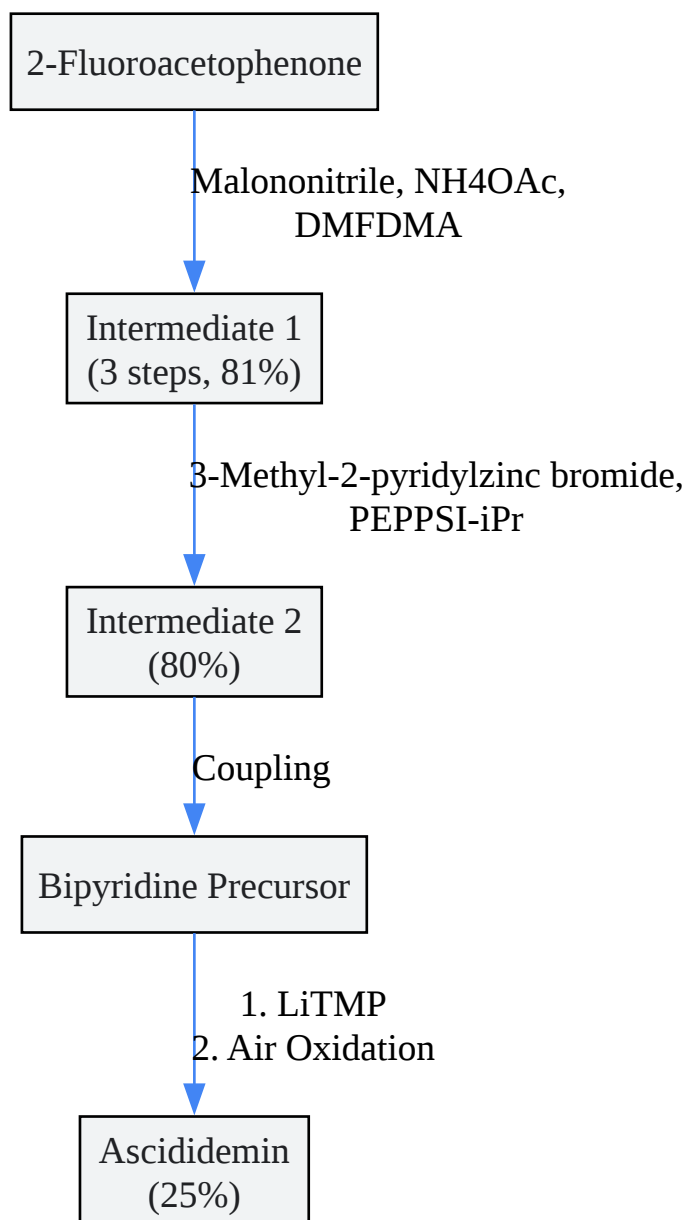 2-Fluoroacetophenone
Malononitrile, NH4OAc,
DMFDMA
Intermediate 1
(3 steps, 81%)
3-Methyl-2-pyridylzinc bromide,
PEPPSI-iPr
Intermediate 2
(80%)
Coupling
Bipyridine Precursor
1. LiTMP
2. Air Oxidation
Ascididemin
(25%)